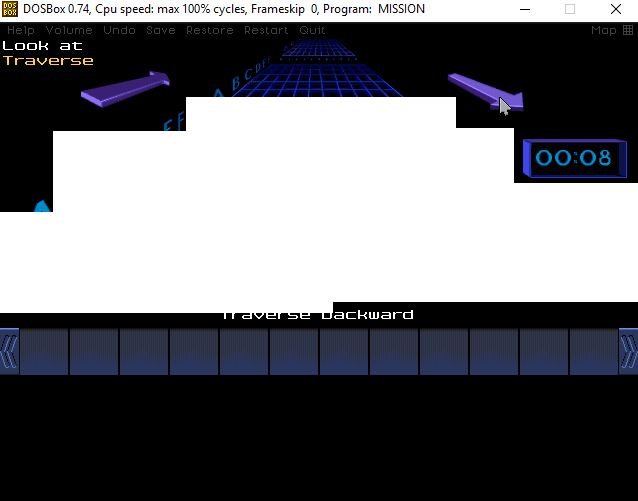 DOSBox 0.74, Cpu speed: max 100% cycles, Frameskip 0, Program: MISSION
Help Volume Undo Save Restore Restart Quit Map
Look at
Traverse
A B C D E F
E F
00:08
Traverse backward